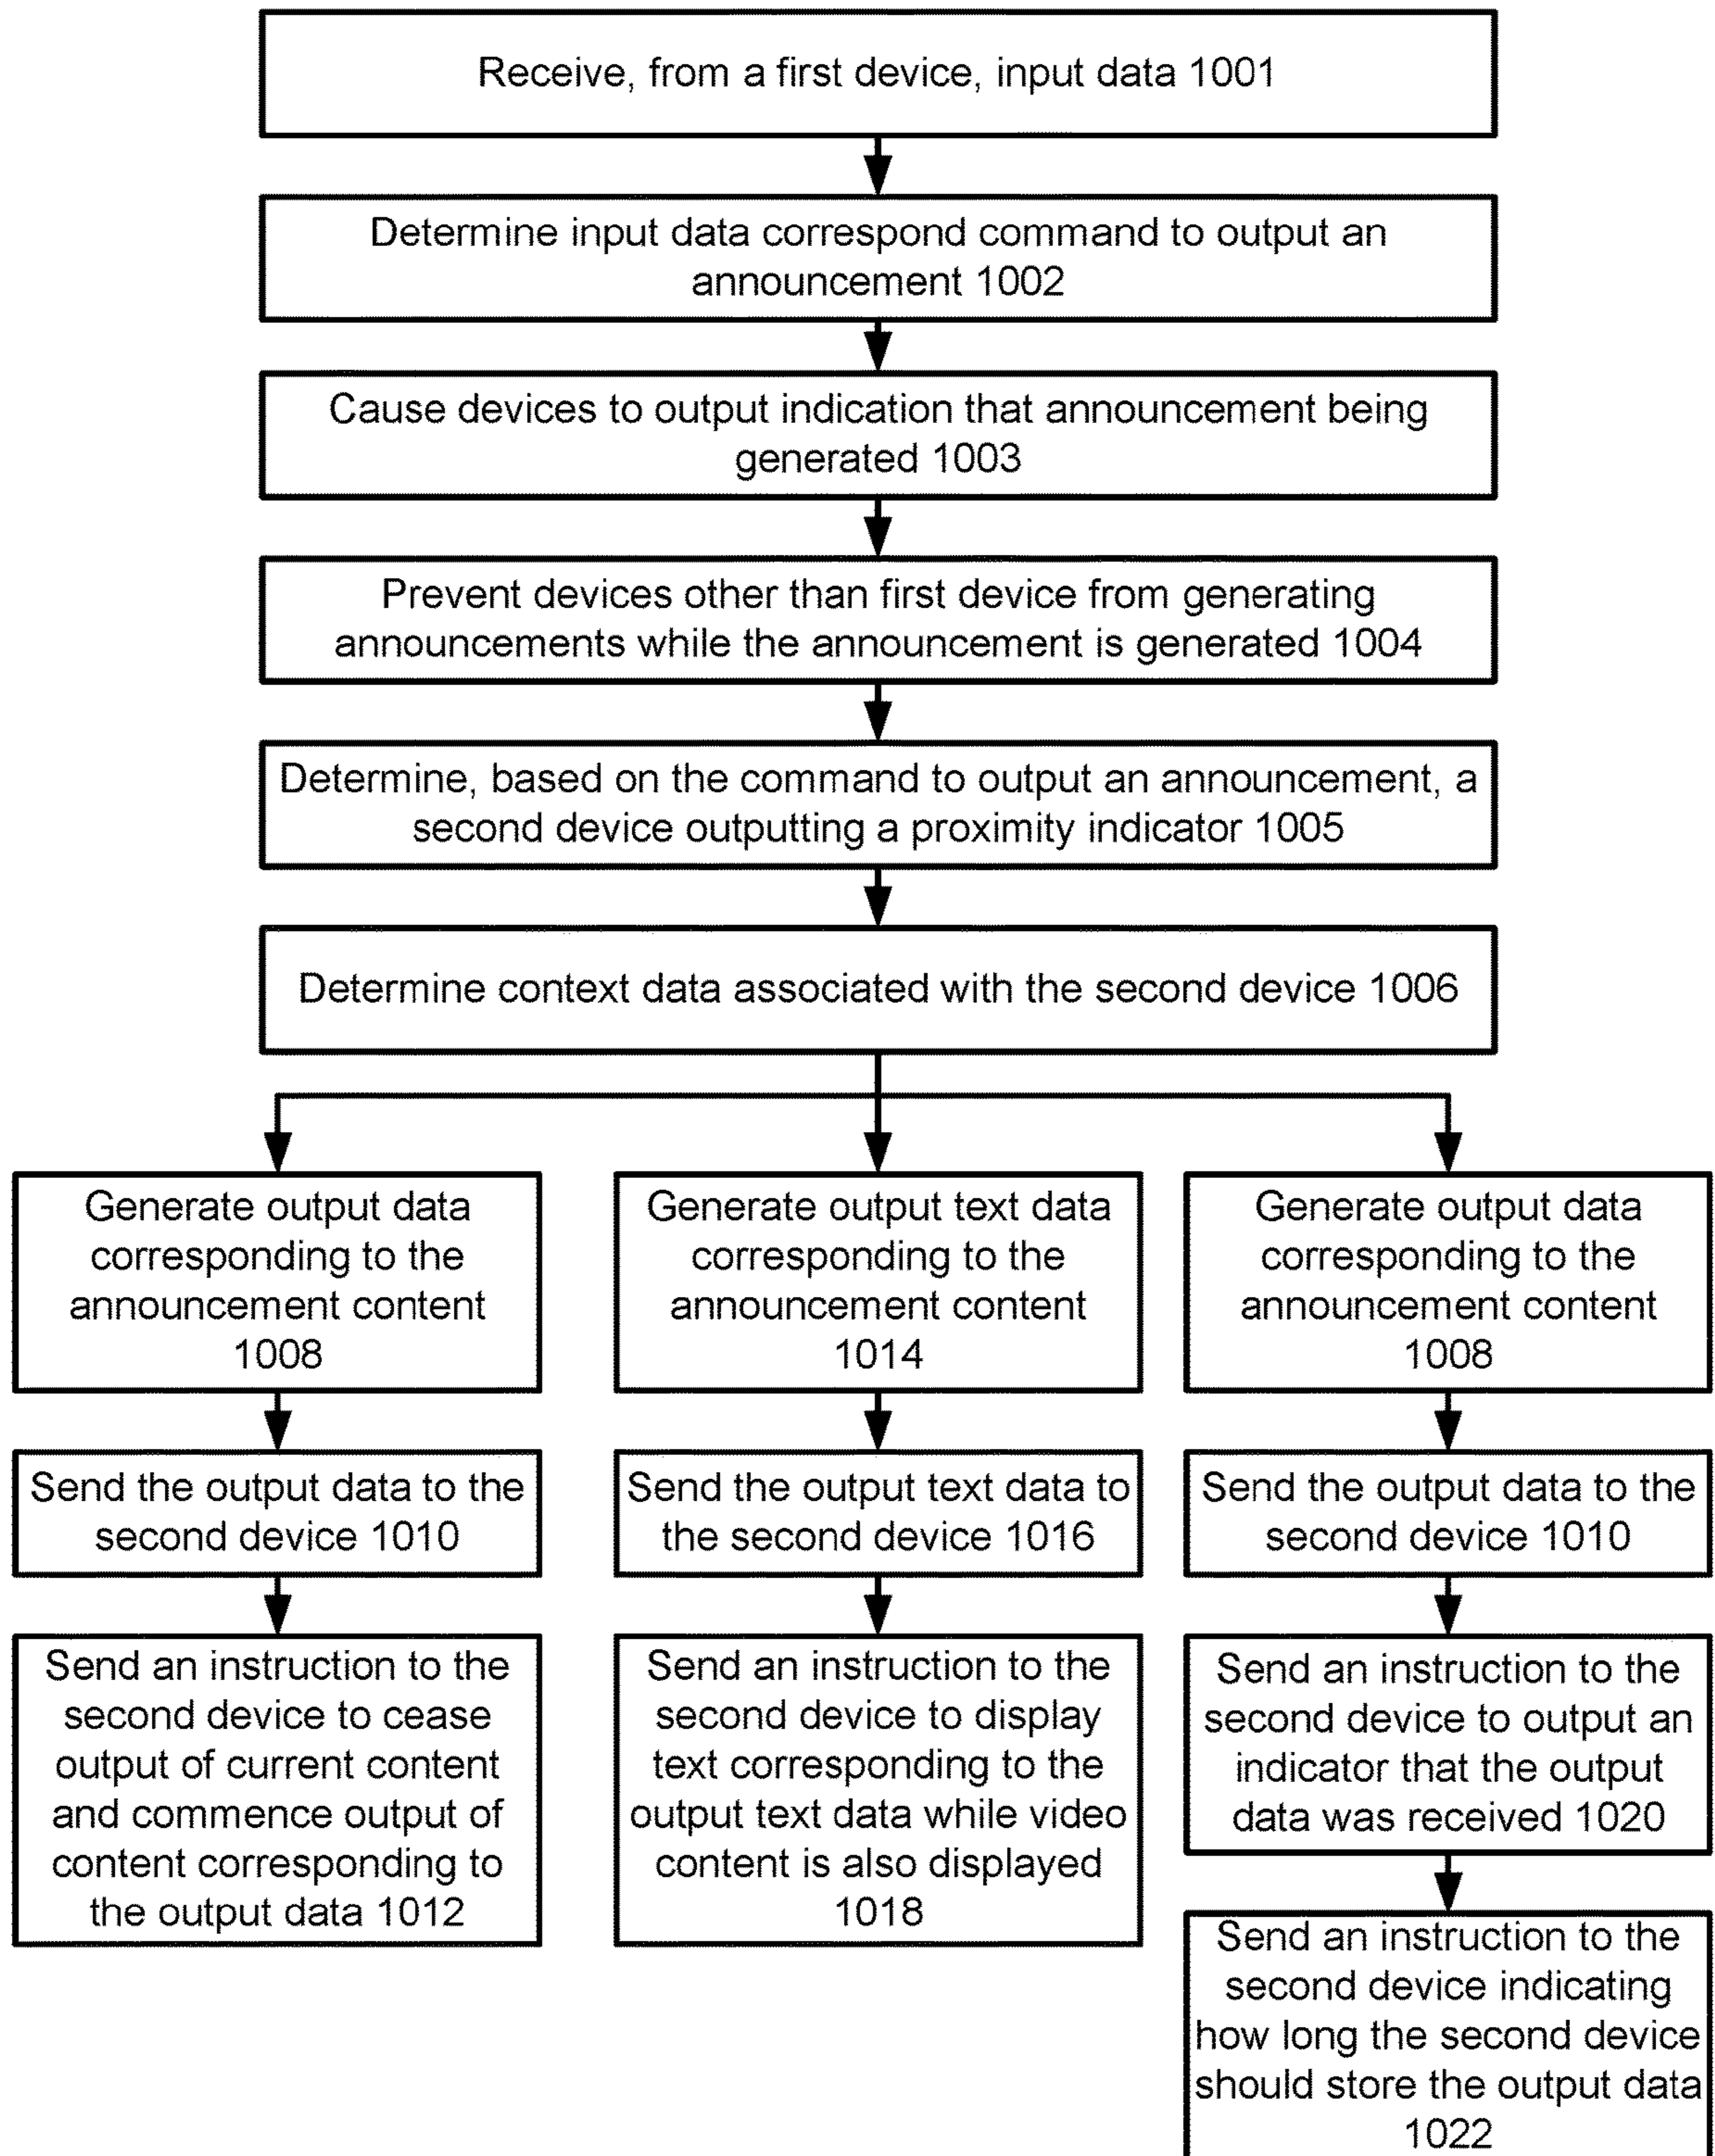 Receive, from a first device, input data 1001
Determine input data correspond command to output an
announcement 1002
Cause devices to output indication that announcement being
generated 1003
Prevent devices other than first device from generating
announcements while the announcement is generated 1004
Determine, based on the command to output an announcement, a
second device outputting a proximity indicator 1005
Determine context data associated with the second device 1006
Generate output data
corresponding to the
announcement content
1008
Send the output data to the
second device 1010
Send an instruction to the
second device to cease
output of current content
and commence output of
content corresponding to
the output data 1012
Generate output text data
corresponding to the
announcement content
1014
Send the output text data to
the second device 1016
Send an instruction to the
second device to display
text corresponding to the
output text data while video
content is also displayed
1018
Generate output data
corresponding to the
announcement content
1008
Send the output data to the
second device 1010
Send an instruction to the
second device to output an
indicator that the output
data was received 1020
Send an instruction to the
second device indicating
how long the second device
should store the output data
1022